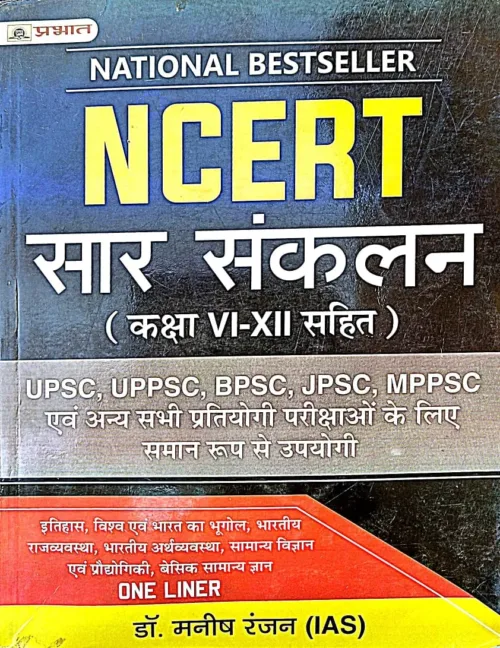 प्रभात
NATIONAL BESTSELLER
NCERT
सार संकलन
( कक्षा VI-XII सहित )
UPSC, UPPSC, BPSC, JPSC, MPPSC
एवं अन्य सभी प्रतियोगी परीक्षाओं के लिए
समान रूप से उपयोगी
इतिहास, विश्व एवं भारत का भूगोल, भारतीय
राजव्यवस्था, भारतीय अर्थव्यवस्था, सामान्य विज्ञान
एवं प्रौद्योगिकी, बेसिक सामान्य ज्ञान
ONE LINER
डॉ. मनीष रंजन (IAS)